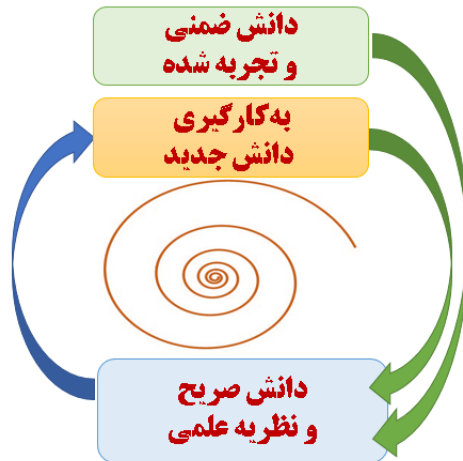 دانش ضمنی
و تجربه شده
به‌کارگیری
دانش جدید
دانش صریح
و نظریه علمی